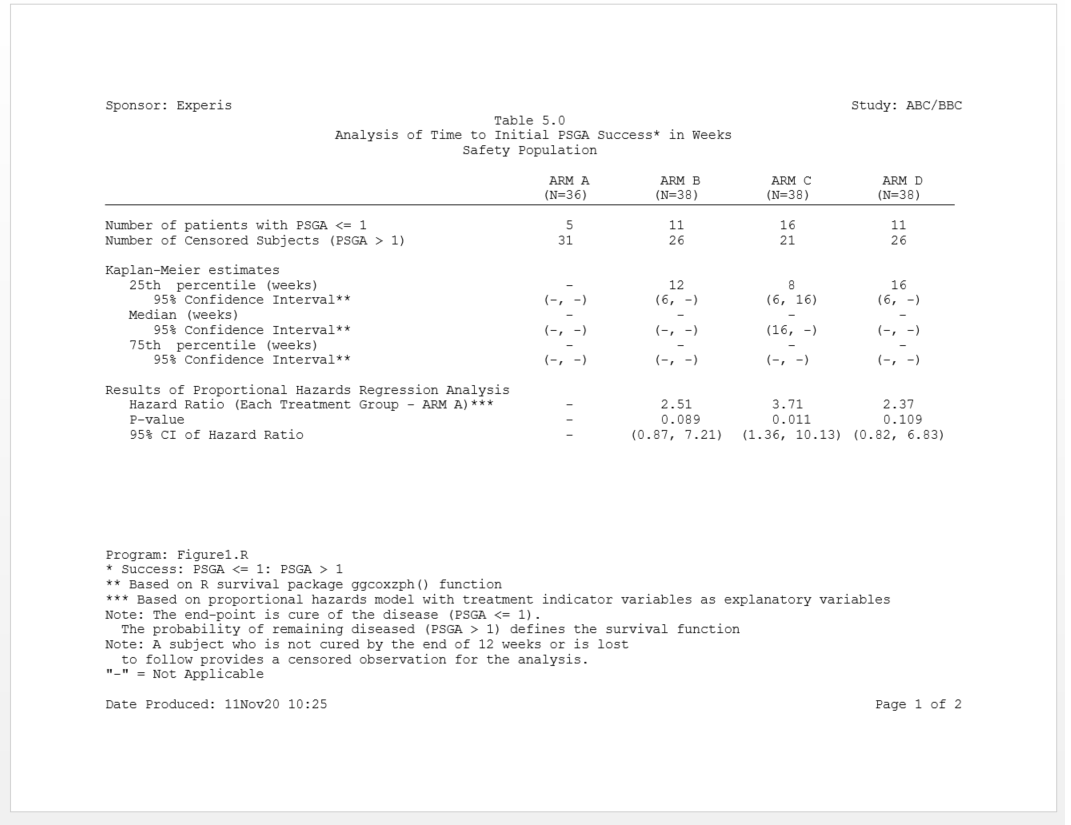 Sponsor: Experis Study: ABC/BBC
Table 5.0
Analysis of Time to Initial PSGA Success* in Weeks
Safety Population
ARM A ARM B ARM C ARM D
(N=36) (N=38) (N=38) (N=38)
Number of patients with PSGA <= 1 5 11 16 11
Number of Censored Subjects (PSGA > 1) 31 26 21 26
Kaplan-Meier estimates
25th percentile (weeks) - 12 8 16
95% Confidence Interval** (-, -) (6, -) (6, 16) (6, -)
Median (weeks) - - - -
95% Confidence Interval** (-, -) (-, -) (16, -) (-, -)
75th percentile (weeks) - - - -
95% Confidence Interval** (-, -) (-, -) (-, -) (-, -)
Results of Proportional Hazards Regression Analysis
Hazard Ratio (Each Treatment Group - ARM A)*** - 2.51 3.71 2.37
P-value - 0.089 0.011 0.109
95% CI of Hazard Ratio - (0.87, 7.21) (1.36, 10.13) (0.82, 6.83)
Program: Figure1.R
* Success: PSGA <= 1: PSGA > 1
** Based on R survival package ggcoxzph() function
*** Based on proportional hazards model with treatment indicator variables as explanatory variables
Note: The end-point is cure of the disease (PSGA <= 1).
The probability of remaining diseased (PSGA > 1) defines the survival function
Note: A subject who is not cured by the end of 12 weeks or is lost
to follow provides a censored observation for the analysis.
"-" = Not Applicable
Date Produced: 11Nov20 10:25 Page 1 of 2